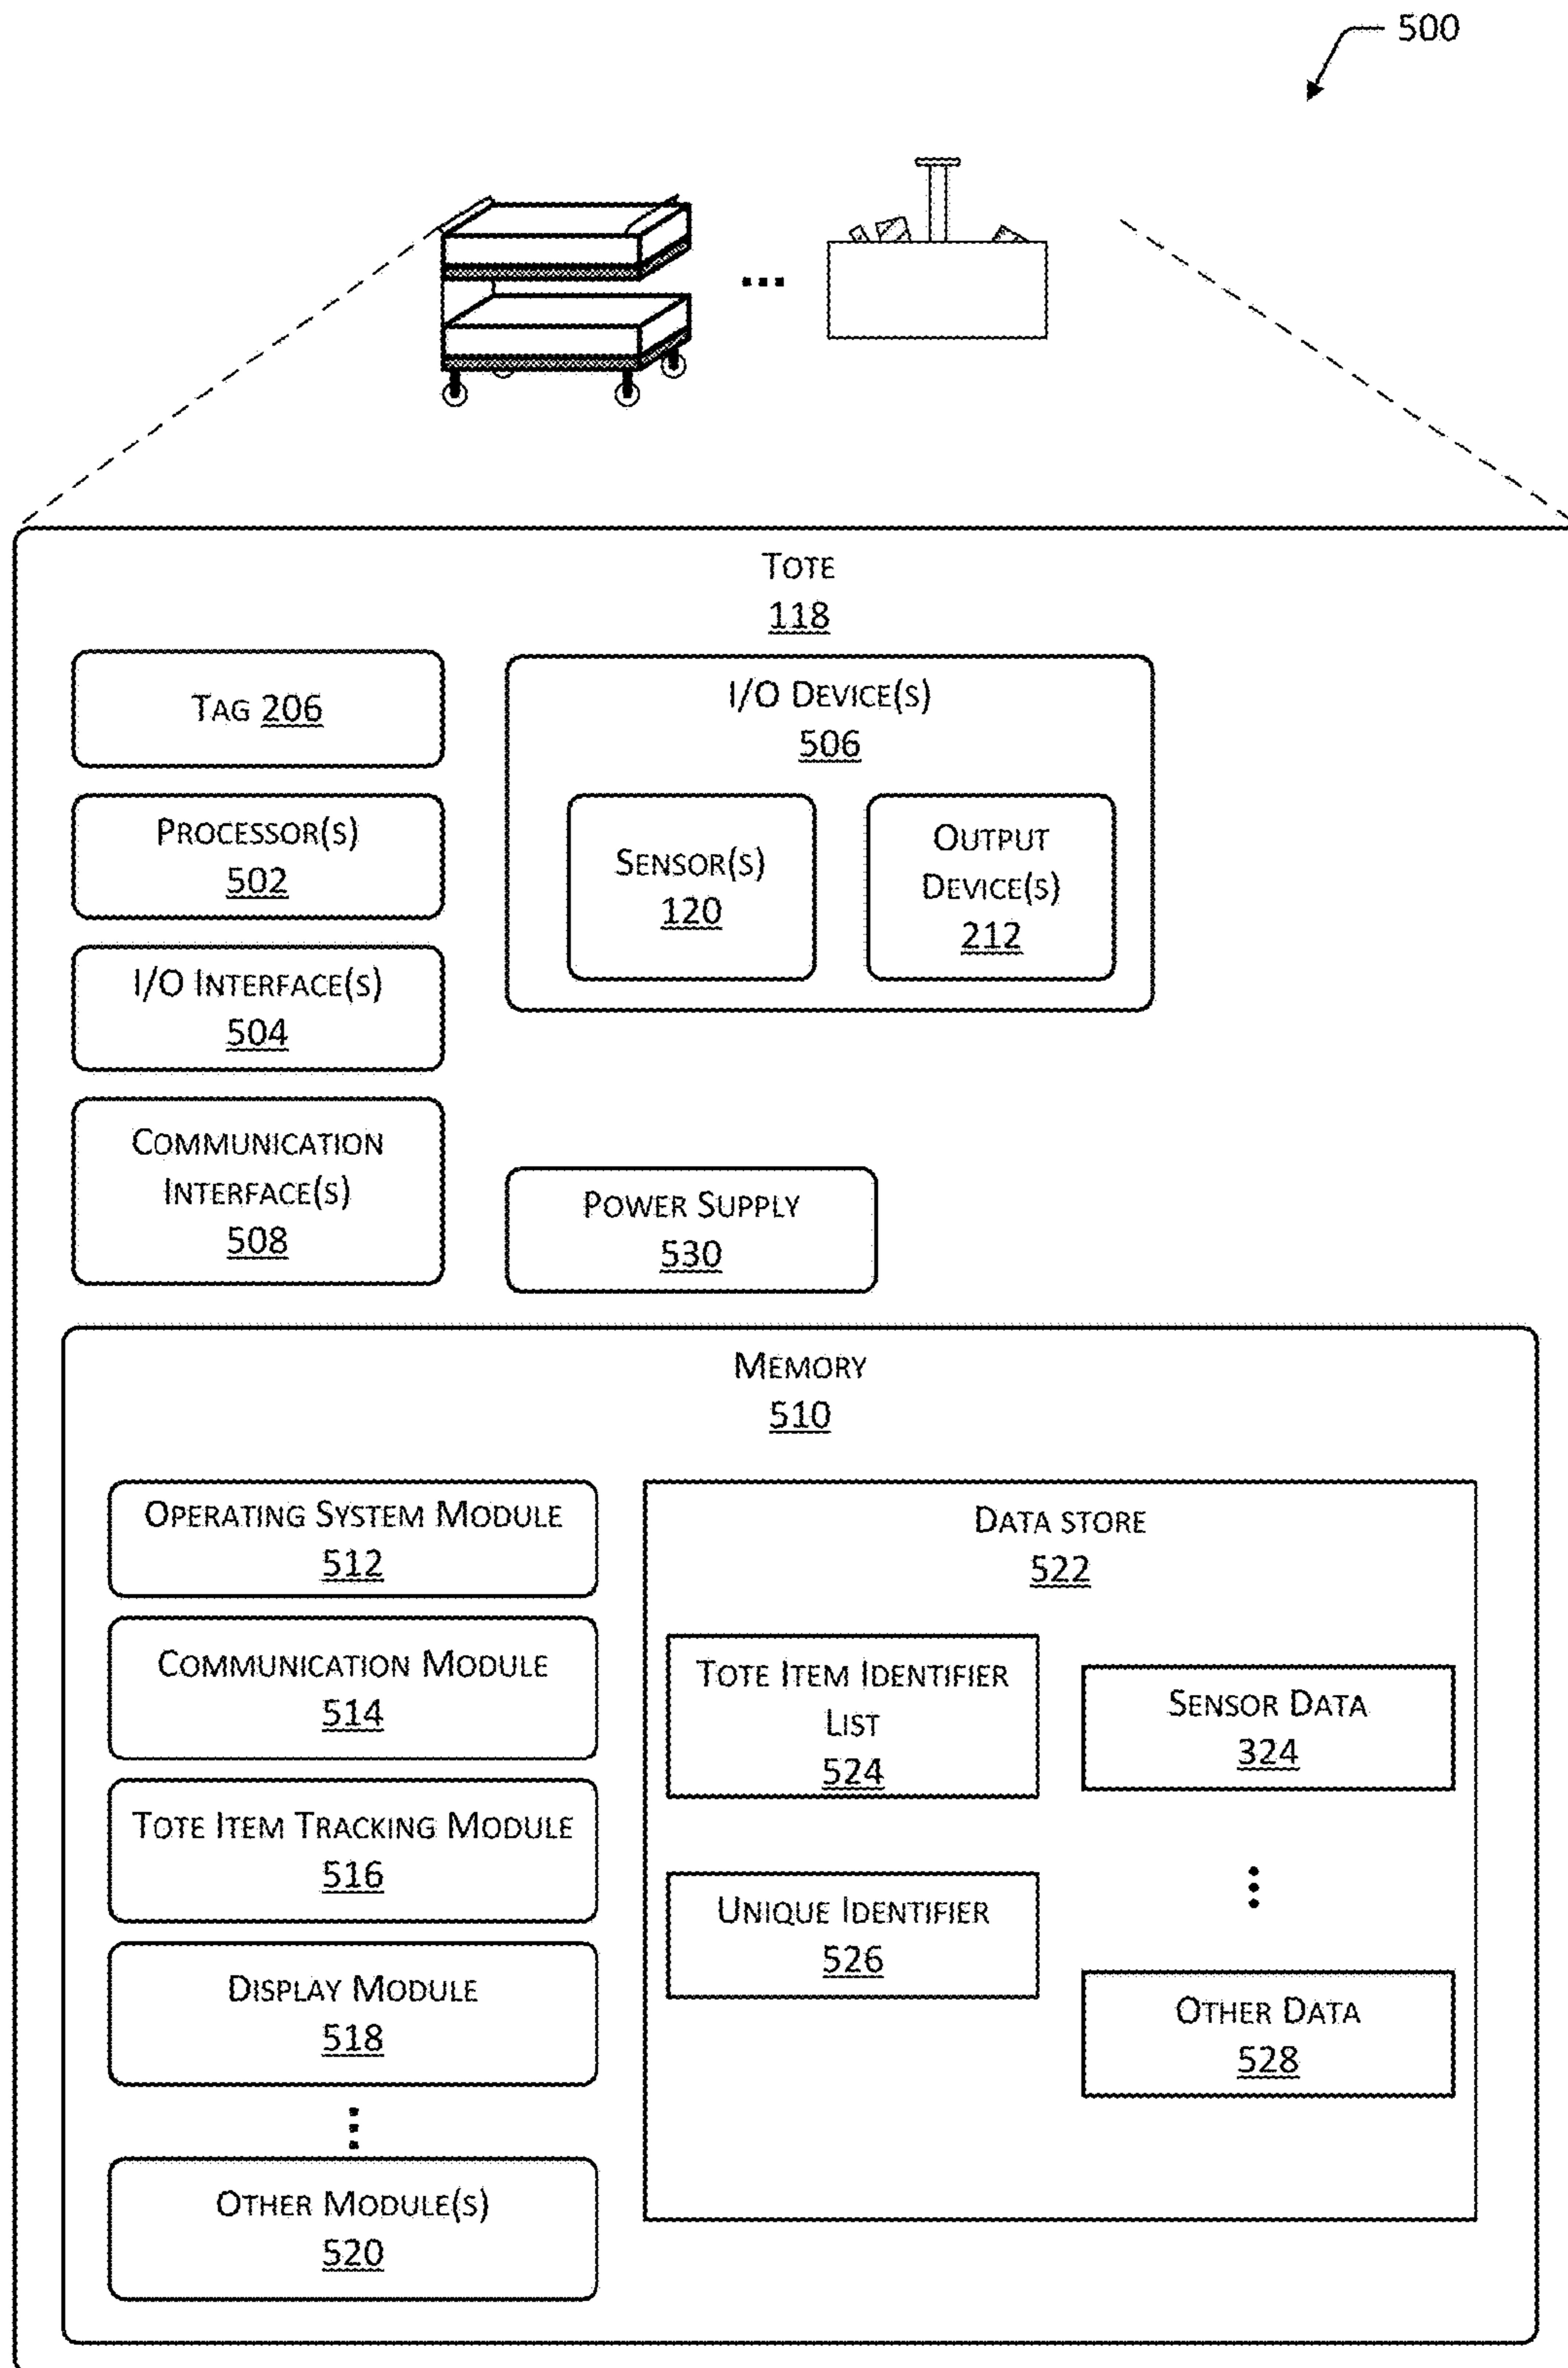 500
TOTE
118
TAG 206
I/O DEVICE(S)
506
PROCESSOR(S)
502
SENSOR(S)
120
OUTPUT
DEVICE(S)
212
I/O INTERFACE(S)
504
COMMUNICATION
INTERFACE(S)
508
POWER SUPPLY
530
MEMORY
510
OPERATING SYSTEM MODULE
512
COMMUNICATION MODULE
514
TOTE ITEM TRACKING MODULE
516
DISPLAY MODULE
518
OTHER MODULE(S)
520
DATA STORE
522
TOTE ITEM IDENTIFIER
LIST
524
SENSOR DATA
324
UNIQUE IDENTIFIER
526
OTHER DATA
528